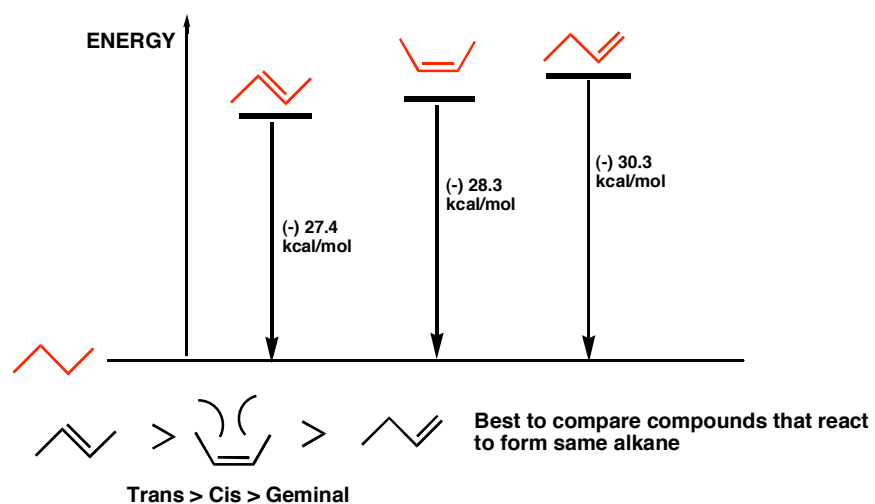 ENERGY
(-) 27.4
kcal/mol
(-) 28.3
kcal/mol
(-) 30.3
kcal/mol
> >
Best to compare compounds that react
to form same alkane
Trans > Cis > Geminal